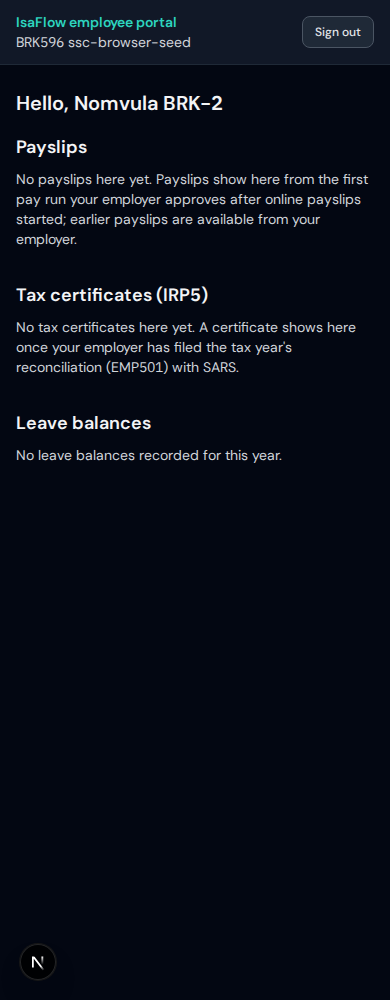 IsaFlow employee portal
BRK596 ssc-browser-seed
Sign out
Hello, Nomvula BRK-2
Payslips
No payslips here yet. Payslips show here from the first
pay run your employer approves after online payslips
started; earlier payslips are available from your
employer.
Tax certificates (IRP5)
No tax certificates here yet. A certificate shows here
once your employer has filed the tax year's
reconciliation (EMP501) with SARS.
Leave balances
No leave balances recorded for this year.
N